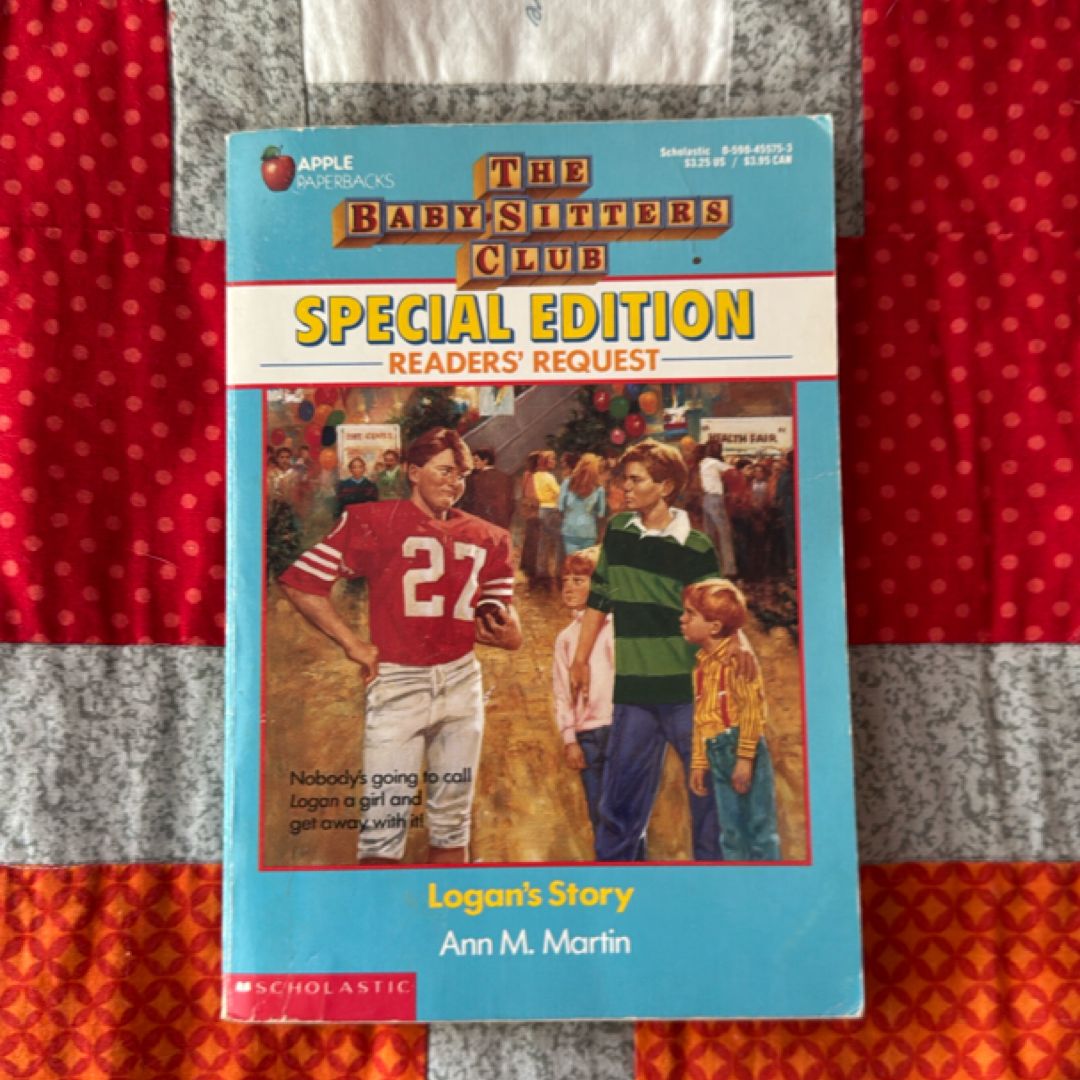 APPLE
PAPERBACKS
Scholastic 0-590-45575-3
$3.25 US / $3.95 CAN
THE
BABY-SITTERS
CLUB
SPECIAL EDITION
READERS' REQUEST
HEALTH FAIR
27
Nobody's going to call
Logan a girl and
get away with it!
Logan's Story
Ann M. Martin
SCHOLASTIC